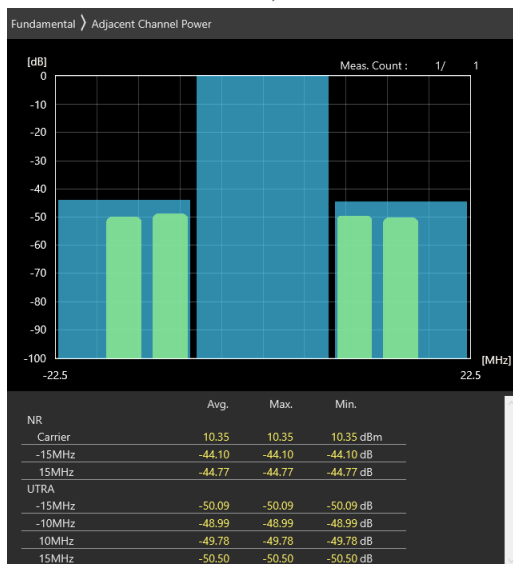 Fundamental ❭ Adjacent Channel Power
[dB]
Meas. Count : 1/ 1
0
-10
-20
-30
-40
-50
-60
-70
-80
-90
-100
[MHz]
-22.5 22.5
Avg. Max. Min.
NR
Carrier 10.35 10.35 10.35 dBm
-15MHz -44.10 -44.10 -44.10 dB
15MHz -44.77 -44.77 -44.77 dB
UTRA
-15MHz -50.09 -50.09 -50.09 dB
-10MHz -48.99 -48.99 -48.99 dB
10MHz -49.78 -49.78 -49.78 dB
15MHz -50.50 -50.50 -50.50 dB